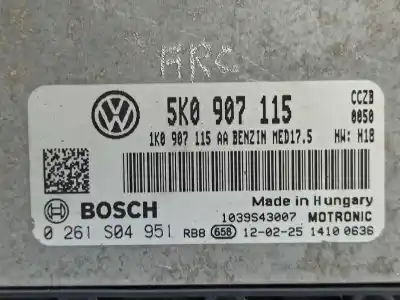 ARC
5K0 907 115
CCZB
0050
1K0 907 115 AA BENZIN MED17.5
HW: H18
Made in Hungary
BOSCH
1039S43007 MOTRONIC
0 261 S04 951
RB8 658 12-02-25 1410 0636